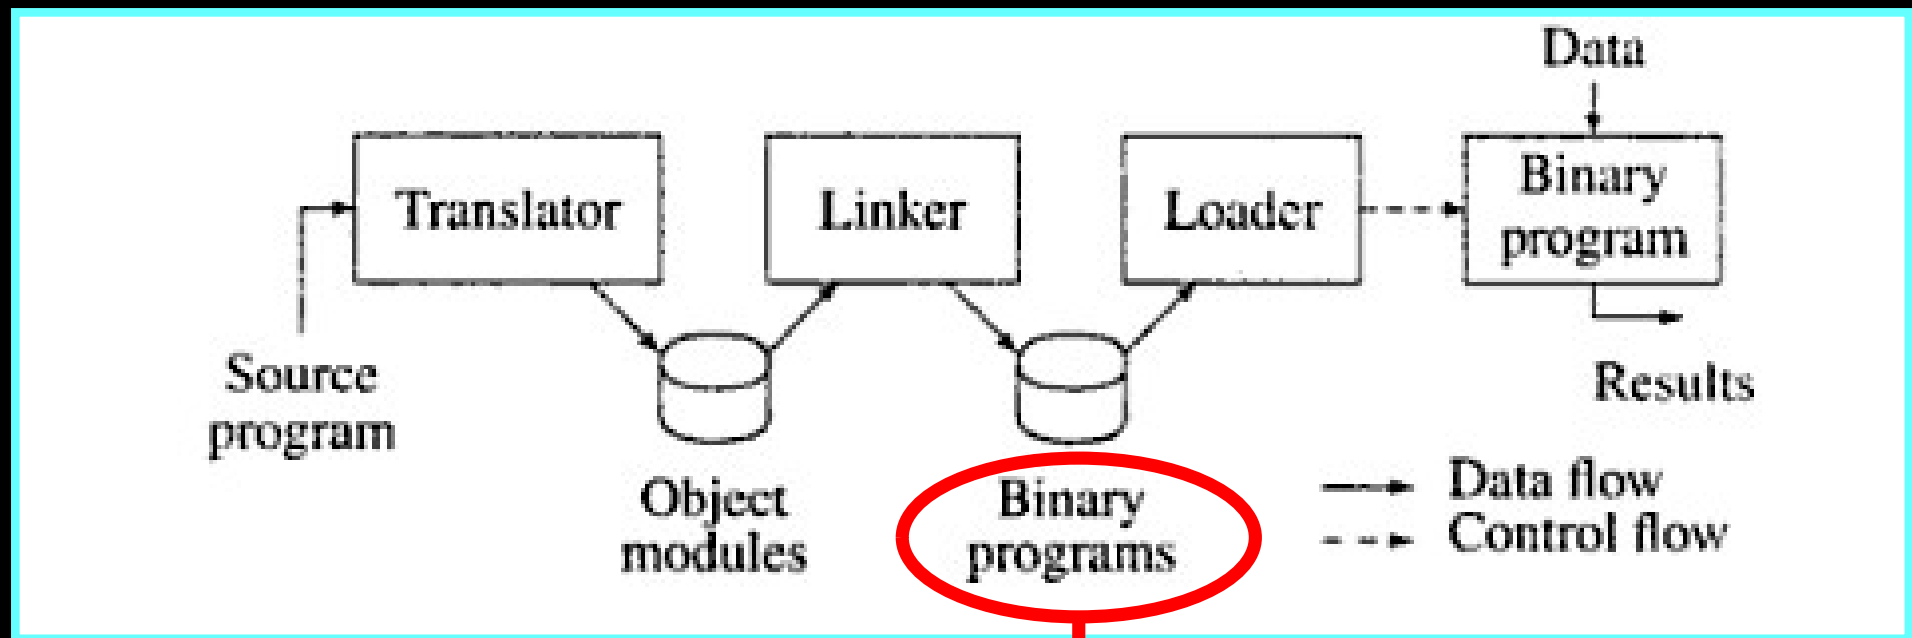 Data
Translator
Linker
Loader
Binary
program
Source
program
Results
Object
modules
Binary
programs
Data flow
Control flow